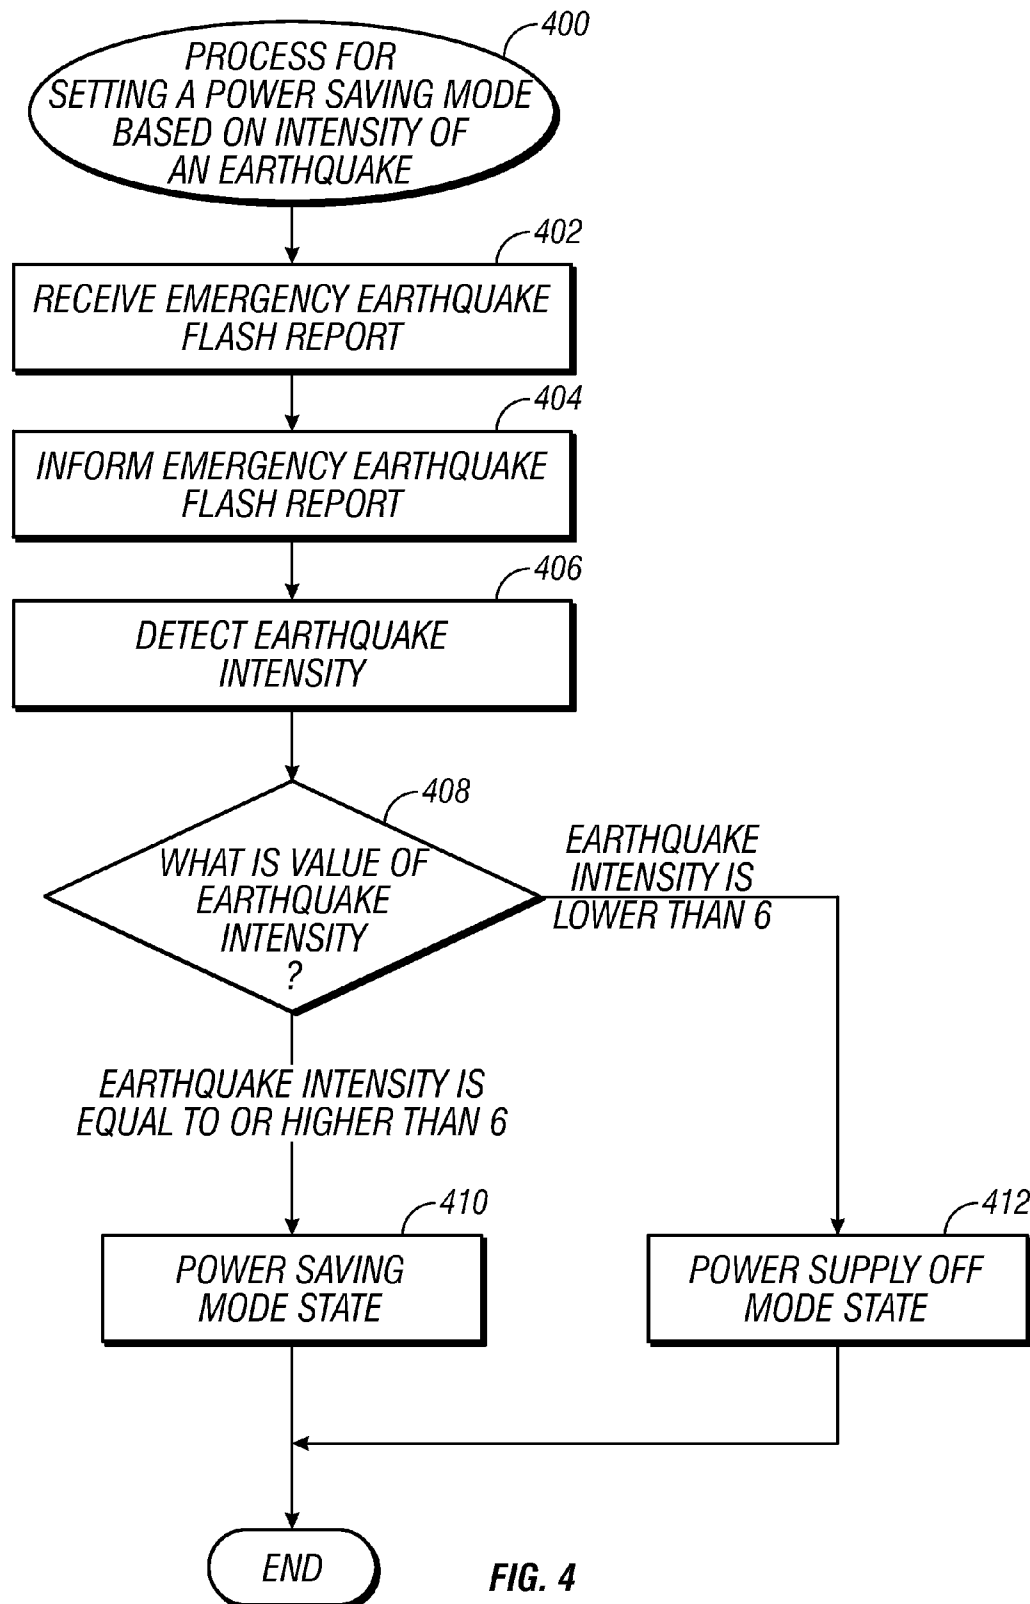 400
PROCESS FOR
SETTING A POWER SAVING MODE
BASED ON INTENSITY OF
AN EARTHQUAKE
402
RECEIVE EMERGENCY EARTHQUAKE
FLASH REPORT
404
INFORM EMERGENCY EARTHQUAKE
FLASH REPORT
406
DETECT EARTHQUAKE
INTENSITY
408
WHAT IS VALUE OF
EARTHQUAKE
INTENSITY
?
EARTHQUAKE
INTENSITY IS
LOWER THAN 6
EARTHQUAKE INTENSITY IS
EQUAL TO OR HIGHER THAN 6
410
POWER SAVING
MODE STATE
412
POWER SUPPLY OFF
MODE STATE
END
FIG. 4